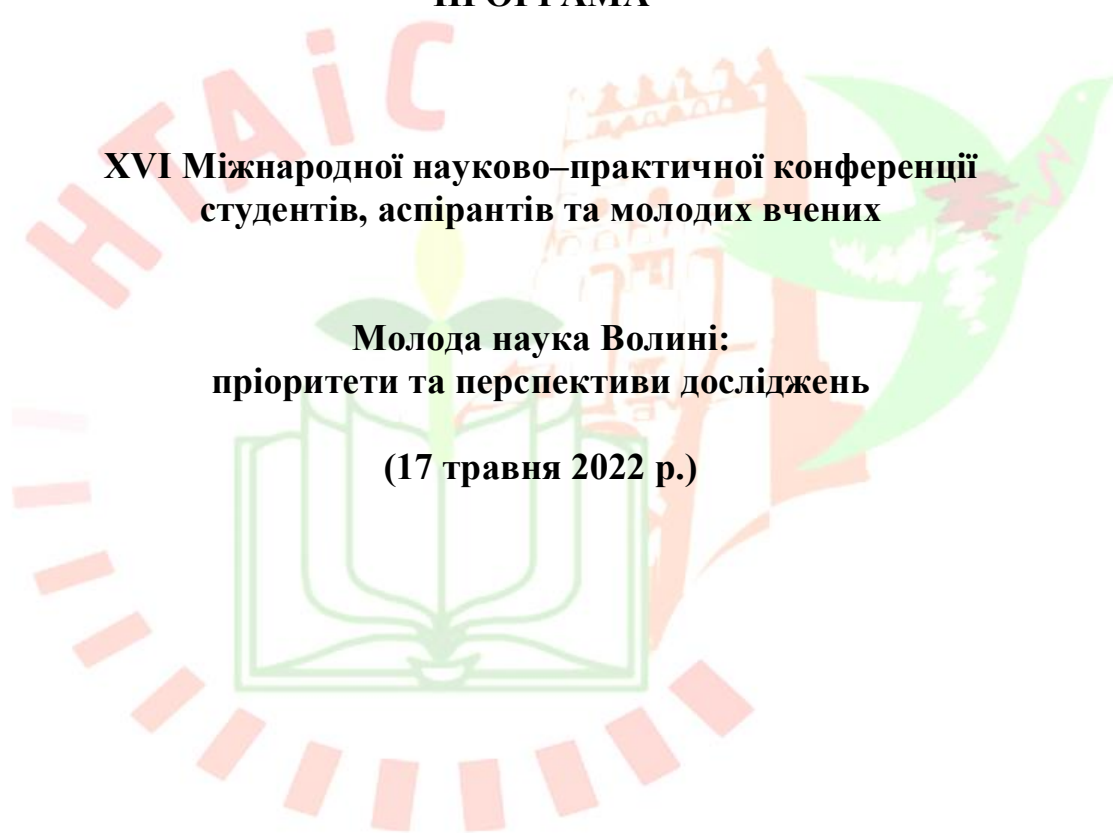 ПРОГРАМА
НТАіС
XVI Міжнародної науково–практичної конференції
студентів, аспірантів та молодих вчених
Молода наука Волині:
пріоритети та перспективи досліджень
(17 травня 2022 р.)